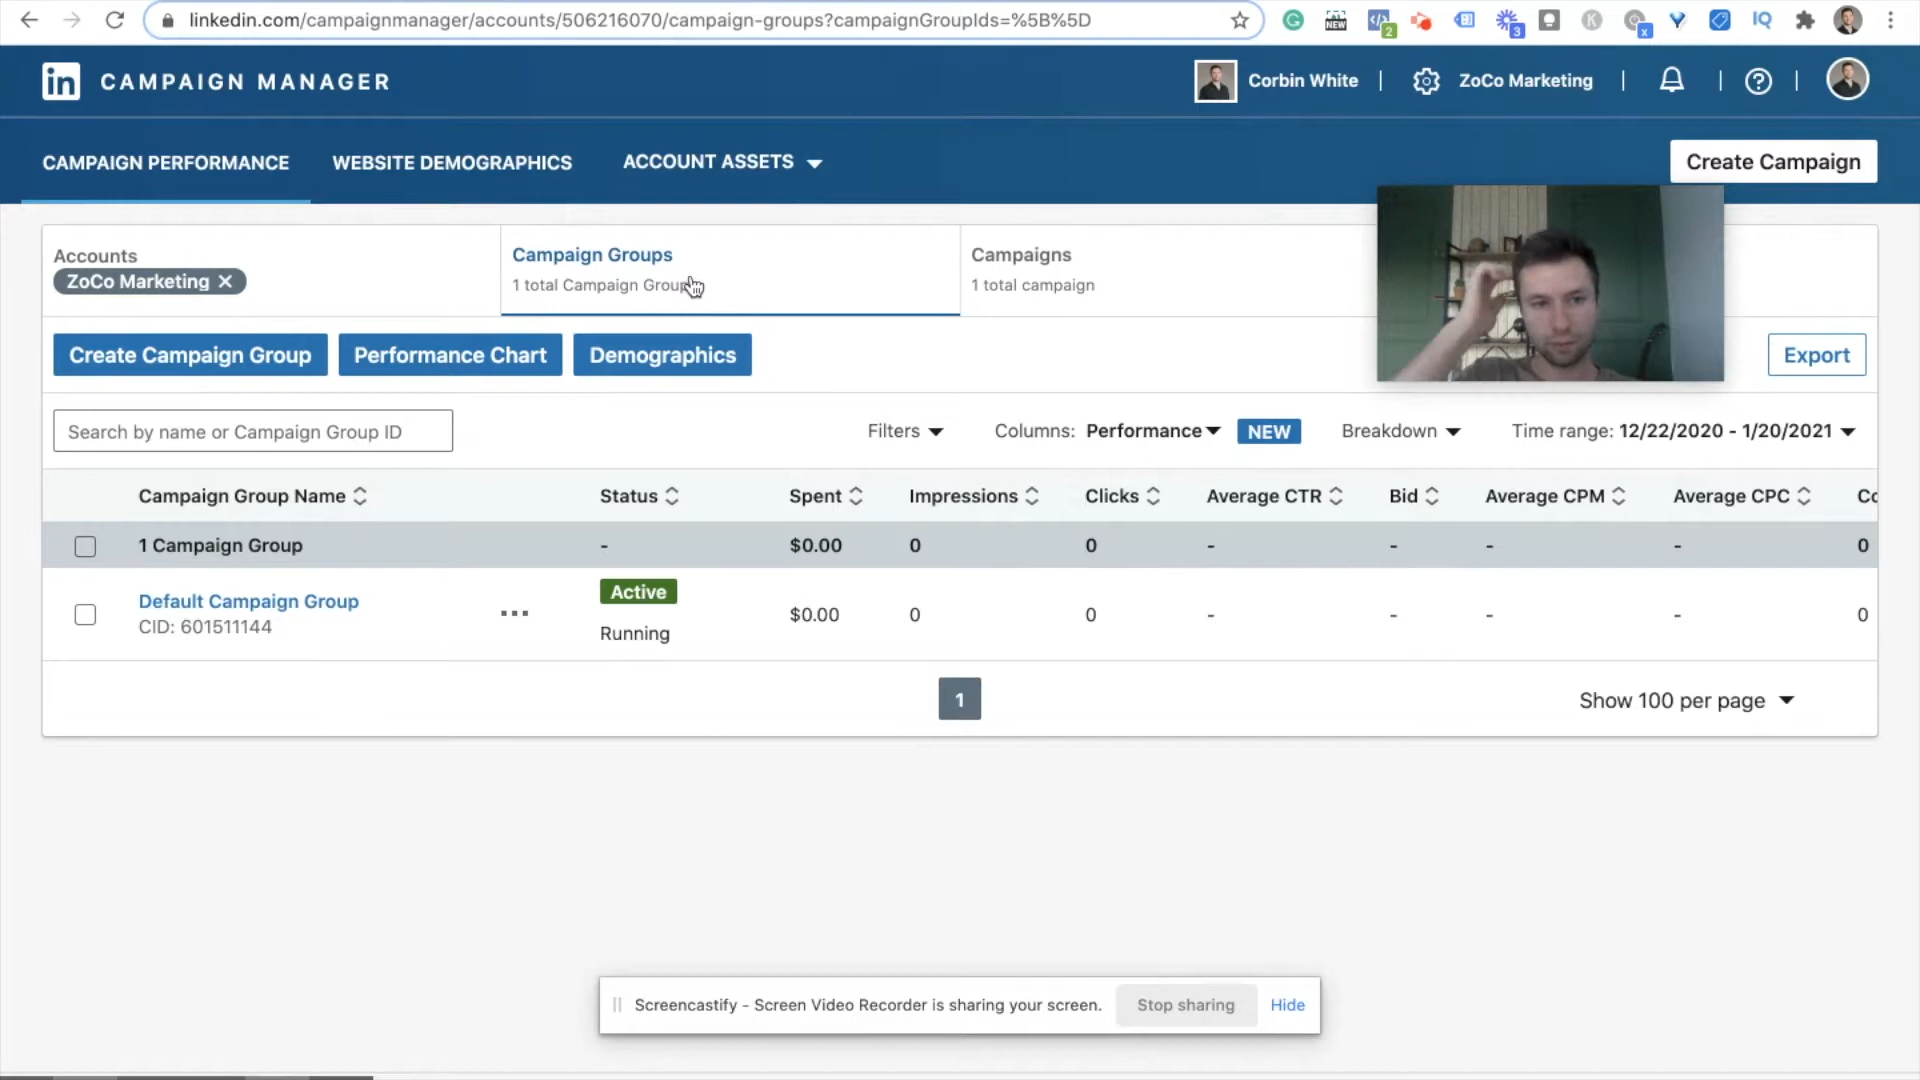 linkedin.com/campaignmanager/accounts/506216070/campaign-groups?campaignGroupIds=%5B%5D
NEW
2
3
K
x
IQ
in CAMPAIGN MANAGER
Corbin White
ZoCo Marketing
CAMPAIGN PERFORMANCE
WEBSITE DEMOGRAPHICS
ACCOUNT ASSETS
Create Campaign
Accounts
ZoCo Marketing
Campaign Groups
1 total Campaign Group
Campaigns
1 total campaign
Create Campaign Group
Performance Chart
Demographics
Export
Search by name or Campaign Group ID
Filters
Columns: Performance
NEW
Breakdown
Time range: 12/22/2020 - 1/20/2021
Campaign Group Name Status Spent Impressions Clicks Average CTR Bid Average CPM Average CPC
1 Campaign Group - $0.00 0 0 - - - - 0
Default Campaign Group
CID: 601511144
Active
Running
$0.00 0 0 - - - - 0
1
Show 100 per page
Screencastify - Screen Video Recorder is sharing your screen.
Stop sharing
Hide